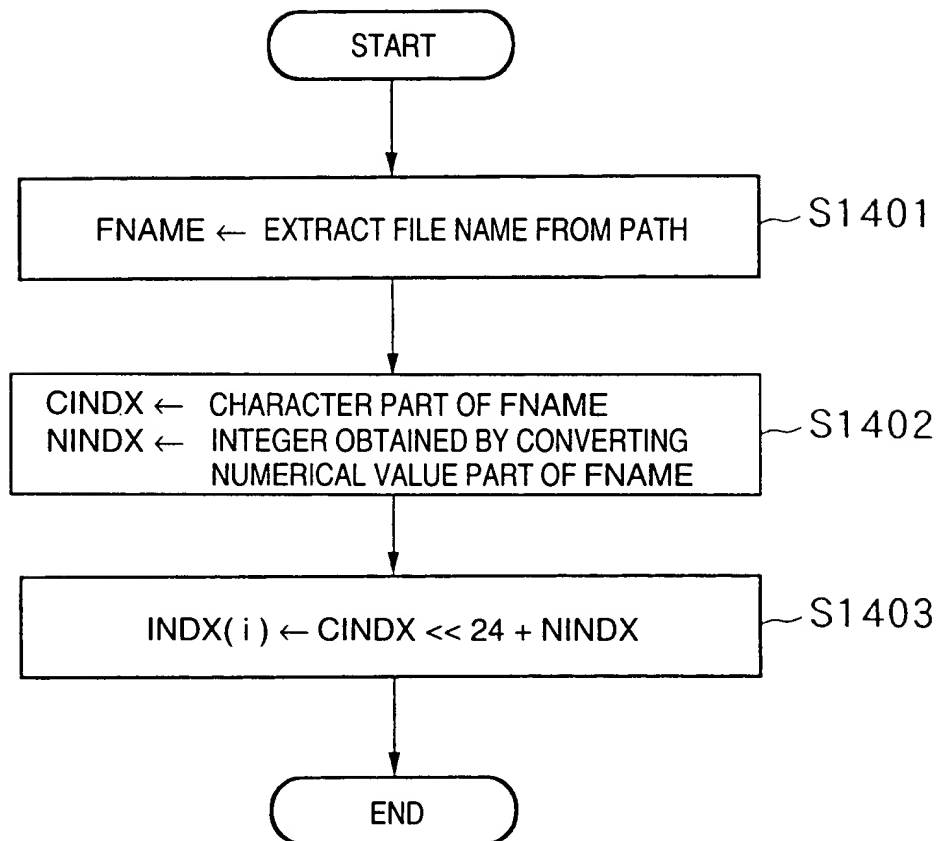 START
FNAME ← EXTRACT FILE NAME FROM PATH
S1401
CINDX ← CHARACTER PART OF FNAME
NINDX ← INTEGER OBTAINED BY CONVERTING
NUMERICAL VALUE PART OF FNAME
S1402
INDX( i ) ← CINDX << 24 + NINDX
S1403
END